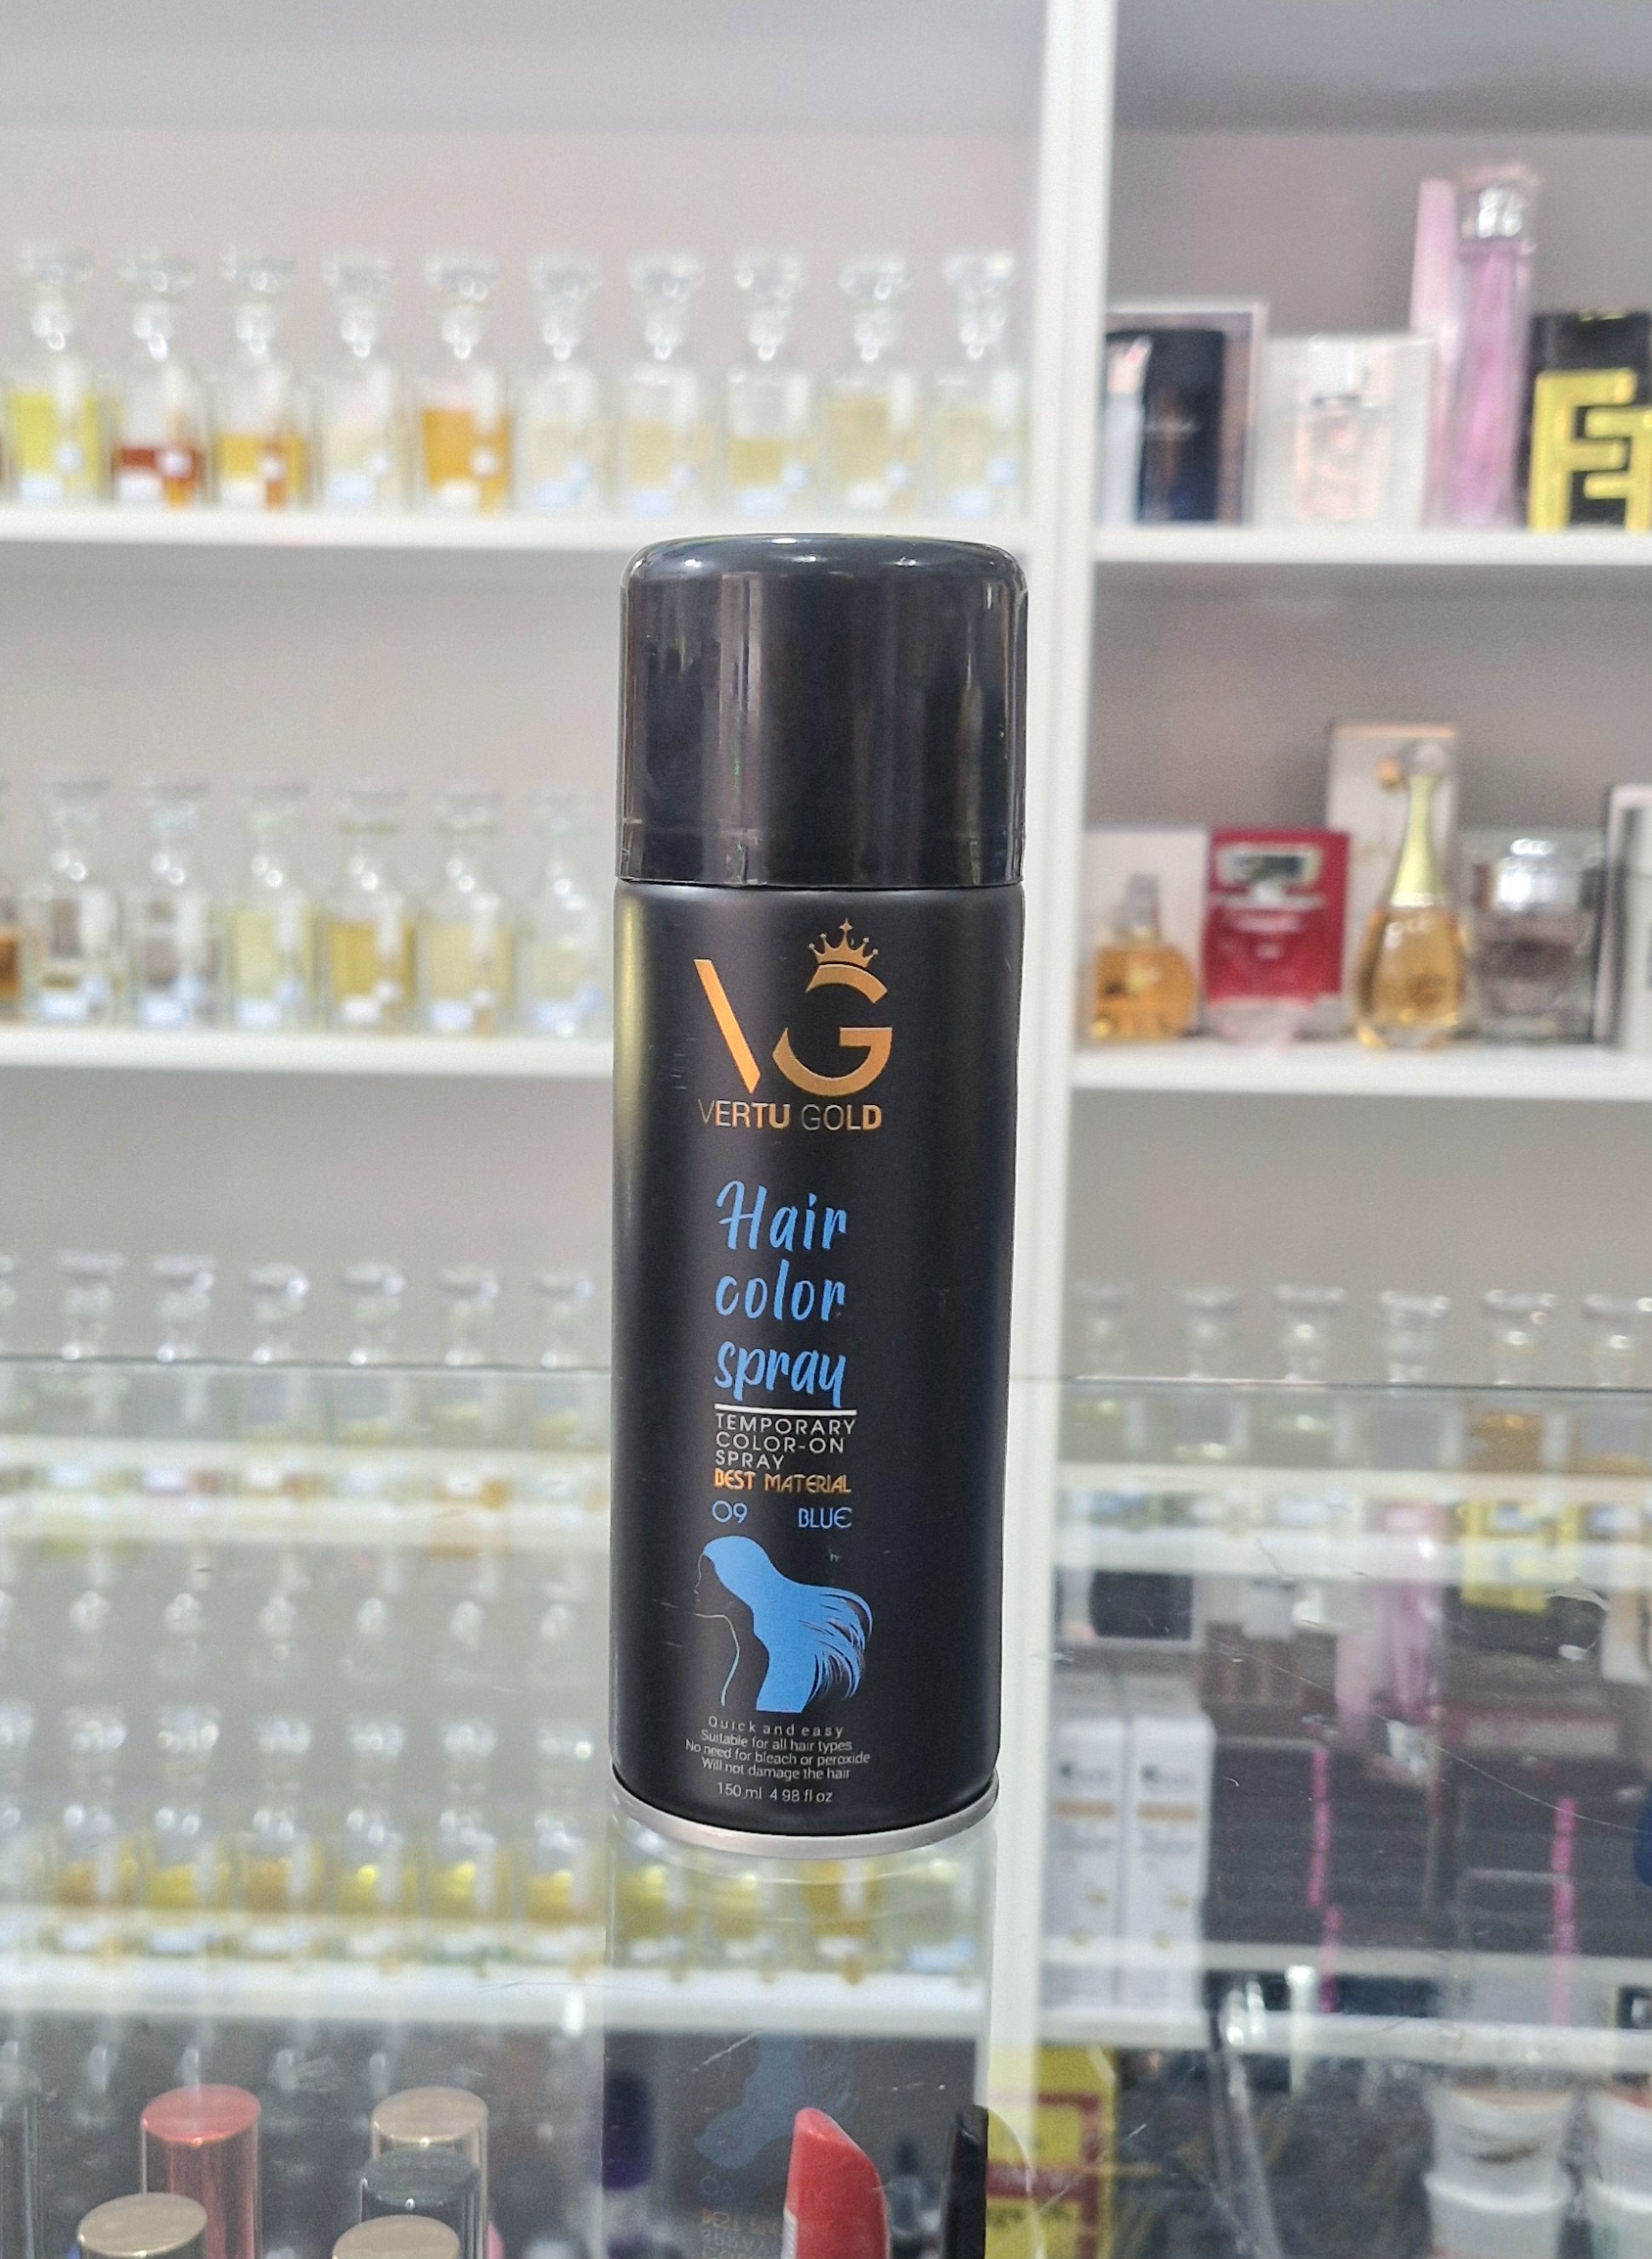 VG
VERTU GOLD
Hair
color
spray
TEMPORARY
COLOR-ON
SPRAY
BEST MATERIAL
09 BLUE
Quick and easy
Suitable for all hair types
No need for bleach or peroxide
Will not damage the hair
150 ml 4 98 fl oz